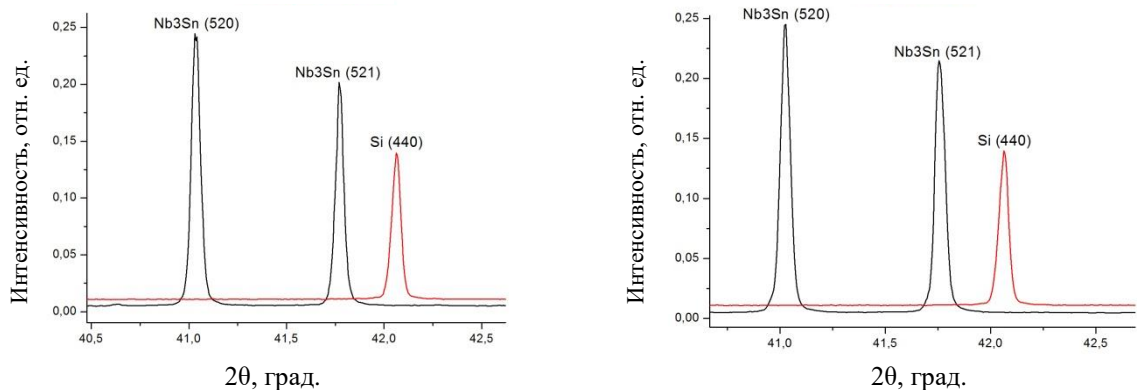 Nb3Sn (520)
Nb3Sn (521)
Si (440)
0,25
0,20
0,15
0,10
0,05
0,00
40,5
41,0
41,5
42,0
42,5
Интенсивность, отн. ед.
2θ, град.
Nb3Sn (520)
Nb3Sn (521)
Si (440)
0,25
0,20
0,15
0,10
0,05
0,00
41,0
41,5
42,0
42,5
Интенсивность, отн. ед.
2θ, град.